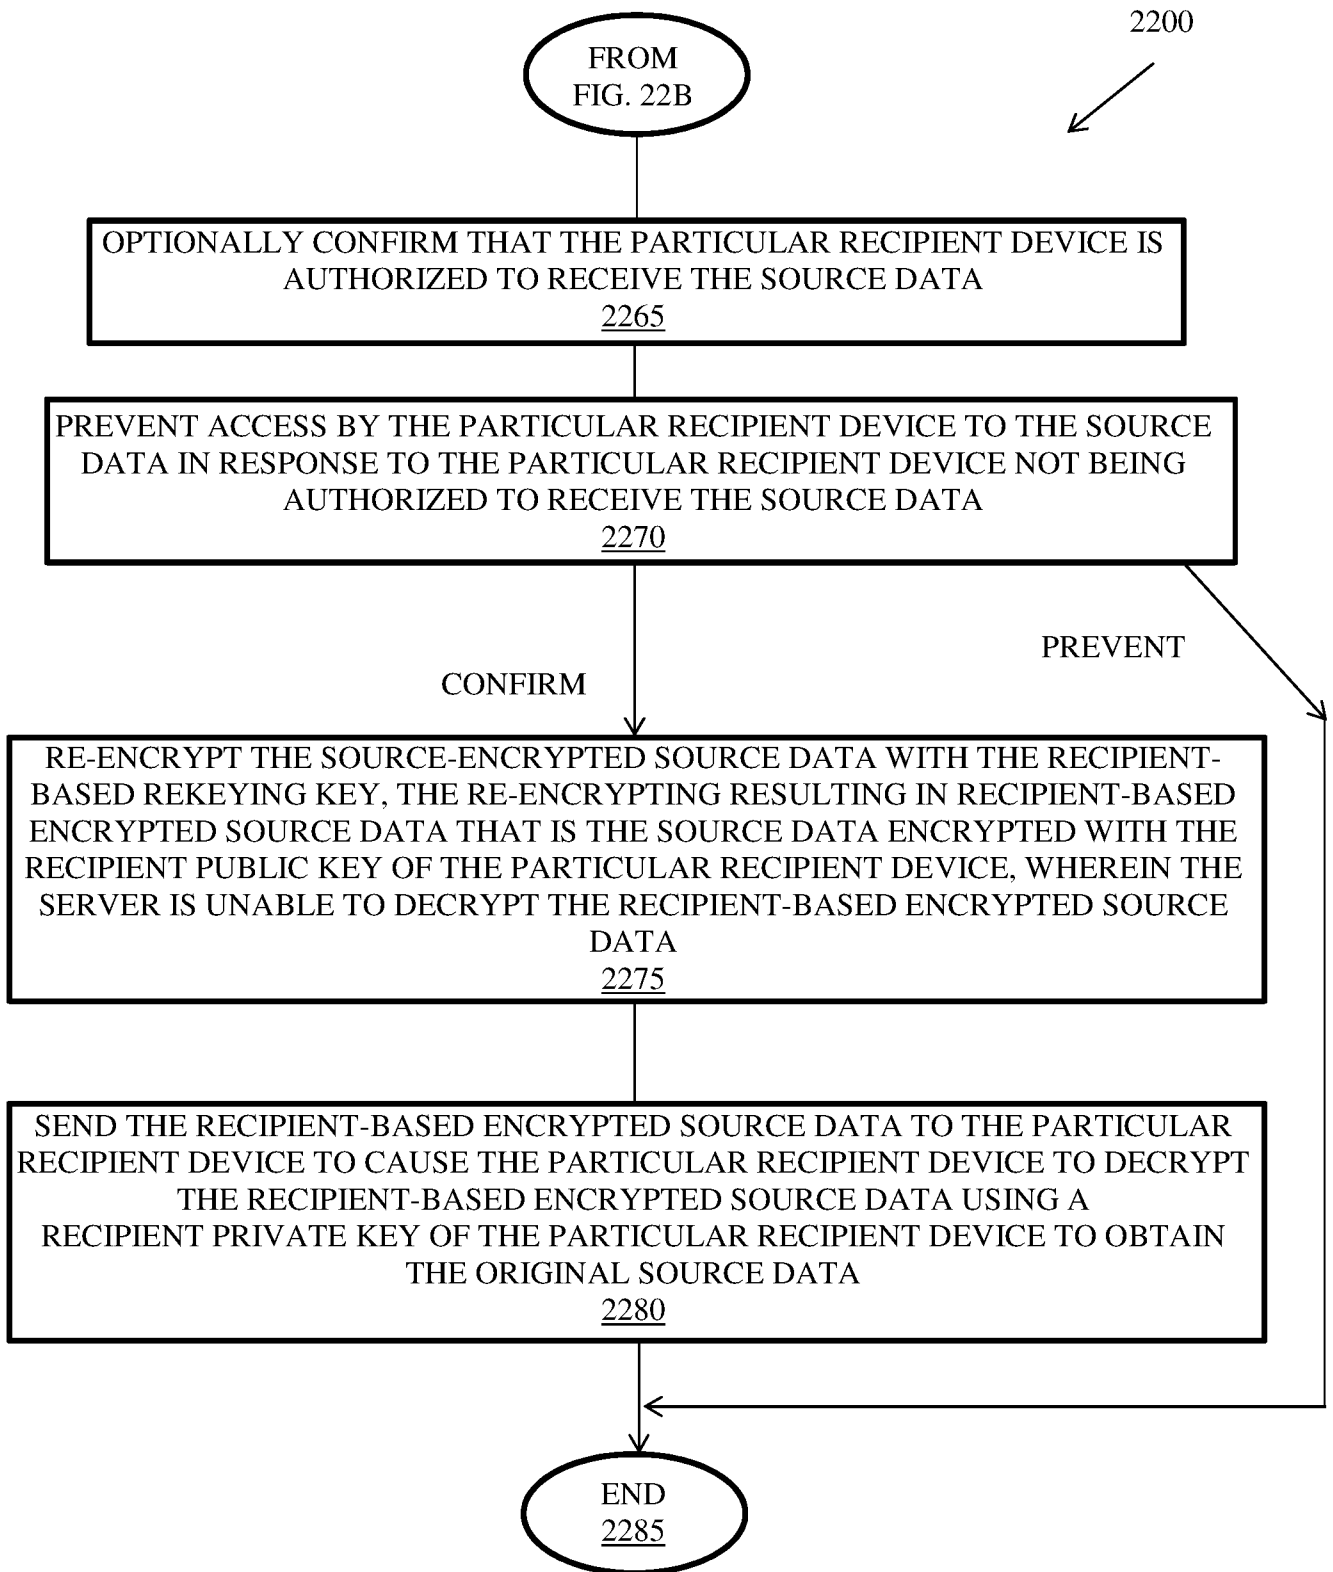 2200
FROM
FIG. 22B
OPTIONALLY CONFIRM THAT THE PARTICULAR RECIPIENT DEVICE IS
AUTHORIZED TO RECEIVE THE SOURCE DATA
2265
PREVENT ACCESS BY THE PARTICULAR RECIPIENT DEVICE TO THE SOURCE
DATA IN RESPONSE TO THE PARTICULAR RECIPIENT DEVICE NOT BEING
AUTHORIZED TO RECEIVE THE SOURCE DATA
2270
PREVENT
CONFIRM
RE-ENCRYPT THE SOURCE-ENCRYPTED SOURCE DATA WITH THE RECIPIENT-
BASED REKEYING KEY, THE RE-ENCRYPTING RESULTING IN RECIPIENT-BASED
ENCRYPTED SOURCE DATA THAT IS THE SOURCE DATA ENCRYPTED WITH THE
RECIPIENT PUBLIC KEY OF THE PARTICULAR RECIPIENT DEVICE, WHEREIN THE
SERVER IS UNABLE TO DECRYPT THE RECIPIENT-BASED ENCRYPTED SOURCE
DATA
2275
SEND THE RECIPIENT-BASED ENCRYPTED SOURCE DATA TO THE PARTICULAR
RECIPIENT DEVICE TO CAUSE THE PARTICULAR RECIPIENT DEVICE TO DECRYPT
THE RECIPIENT-BASED ENCRYPTED SOURCE DATA USING A
RECIPIENT PRIVATE KEY OF THE PARTICULAR RECIPIENT DEVICE TO OBTAIN
THE ORIGINAL SOURCE DATA
2280
END
2285